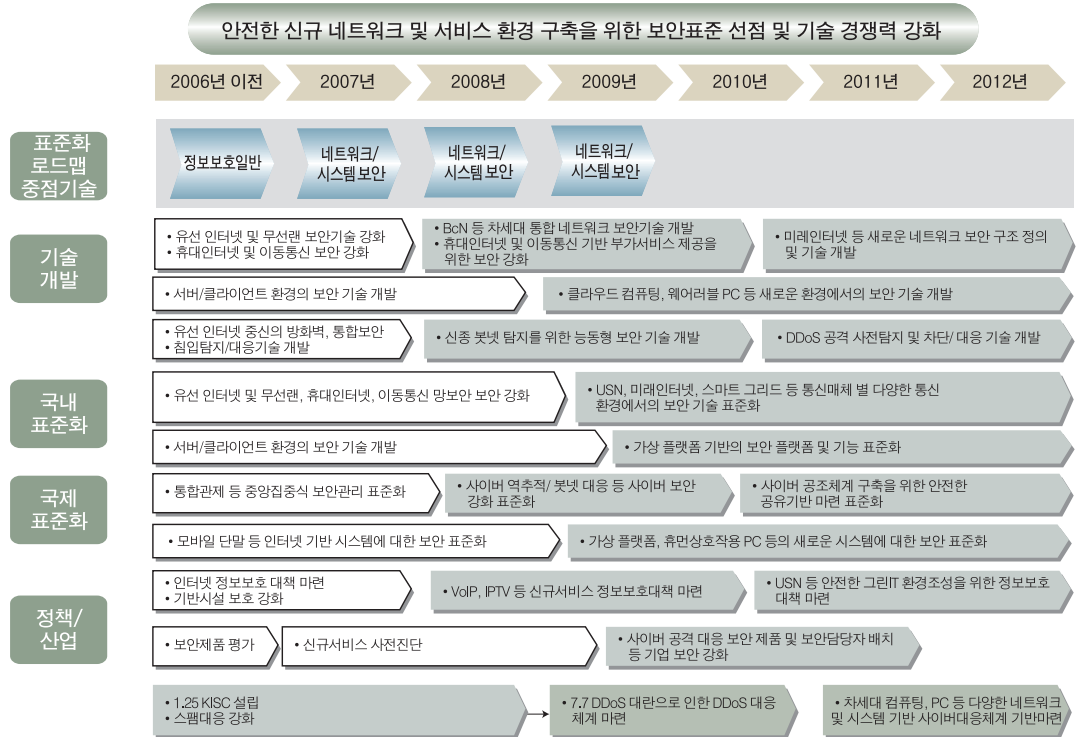 안전한 신규 네트워크 및 서비스 환경 구축을 위한 보안표준 선점 및 기술 경쟁력 강화
2006년 이전
2007년
2008년
2009년
2010년
2011년
2012년
표준화
로드맵
중점기술
정보보호일반
네트워크/
시스템 보안
네트워크/
시스템 보안
네트워크/
시스템 보안
기술
개발
• 유선 인터넷 및 무선랜 보안기술 강화
• 휴대인터넷 및 이동통신 보안 강화
• BcN 등 차세대 통합 네트워크 보안기술 개발
• 휴대인터넷 및 이동통신 기반 부가서비스 제공을
위한 보안 강화
• 미레인터넷 등 새로운 네트워크 보안 구조 정의
및 기술 개발
• 서버/클라이언트 환경의 보안 기술 개발
• 클라우드 컴퓨팅, 웨어러블 PC 등 새로운 환경에서의 보안 기술 개발
• 유선 인터넷 중신의 방화벽, 통합보안
• 침입탐지/대응기술 개발
• 신종 봇넷 탐지를 위한 능동형 보안 기술 개발
• DDoS 공격 사전탐지 및 차단/ 대응 기술 개발
국내
표준화
• 유선 인터넷 및 무선랜, 휴대인터넷, 이동통신 망보안 보안 강화
• USN, 미래인터넷, 스마트 그리드 등 통신매체 별 다양한 통신
환경에서의 보안 기술 표준화
• 서버/클라이언트 환경의 보안 기술 개발
• 가상 플랫폼 기반의 보안 플랫폼 및 기능 표준화
국제
표준화
• 통합관제 등 중앙집중식 보안관리 표준화
• 사이버 역추적/ 봇넷 대응 등 사이버 보안
강화 표준화
• 사이버 공조체계 구축을 위한 안전한
공유기반 마련 표준화
• 모바일 단말 등 인터넷 기반 시스템에 대한 보안 표준화
• 가상 플랫폼, 휴먼상호작용 PC 등의 새로운 시스템에 대한 보안 표준화
정책/
산업
• 인터넷 정보보호 대책 마련
• 기반시설 보호 강화
• VoIP, IPTV 등 신규서비스 정보보호대책 마련
• USN 등 안전한 그린IT 환경조성을 위한 정보보호
대책 마련
• 보안제품 평가
• 신규서비스 사전진단
• 사이버 공격 대응 보안 제품 및 보안담당자 배치
등 기업 보안 강화
• 1.25 KISC 설립
• 스팸대응 강화
• 7.7 DDoS 대란으로 인한 DDoS 대응
체계 마련
• 차세대 컴퓨팅, PC 등 다양한 네트워크
및 시스템 기반 사이버대응체계 기반마련